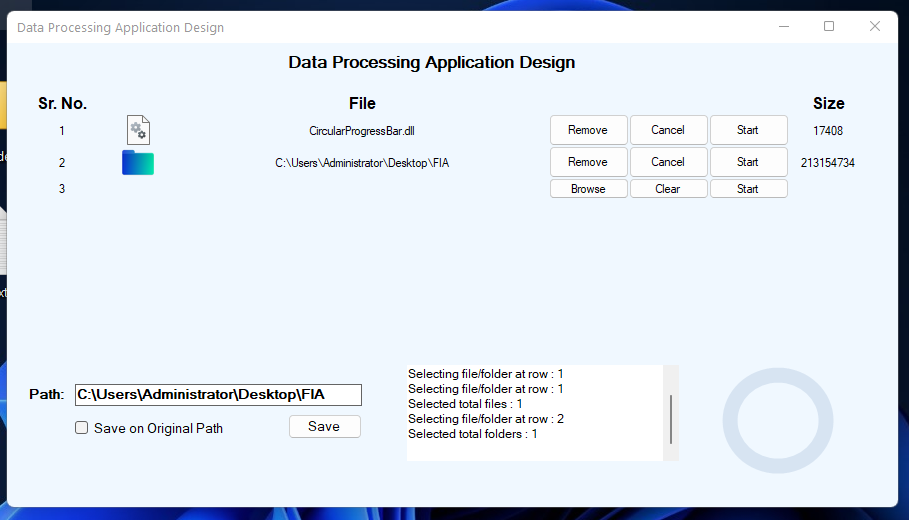 Data Processing Application Design
Data Processing Application Design
Sr. No. File Size
1 CircularProgressBar.dll Remove Cancel Start 17408
2 C:\Users\Administrator\Desktop\FIA Remove Cancel Start 213154734
3 Browse Clear Start
Path: C:\Users\Administrator\Desktop\FIA
Save on Original Path Save
Selecting file/folder at row : 1
Selecting file/folder at row : 1
Selected total files : 1
Selecting file/folder at row : 2
Selected total folders : 1